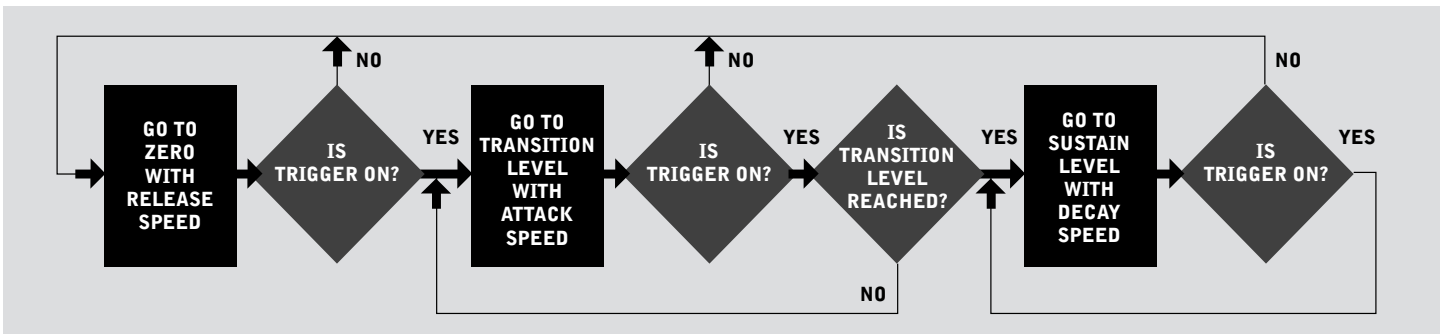 GO TO
ZERO
WITH
RELEASE
SPEED
IS
TRIGGER ON?
NO
YES
GO TO
TRANSITION
LEVEL
WITH
ATTACK
SPEED
IS
TRIGGER ON?
NO
YES
IS
TRANSITION
LEVEL
REACHED?
NO
YES
GO TO
SUSTAIN
LEVEL
WITH
DECAY
SPEED
IS
TRIGGER ON?
NO
YES